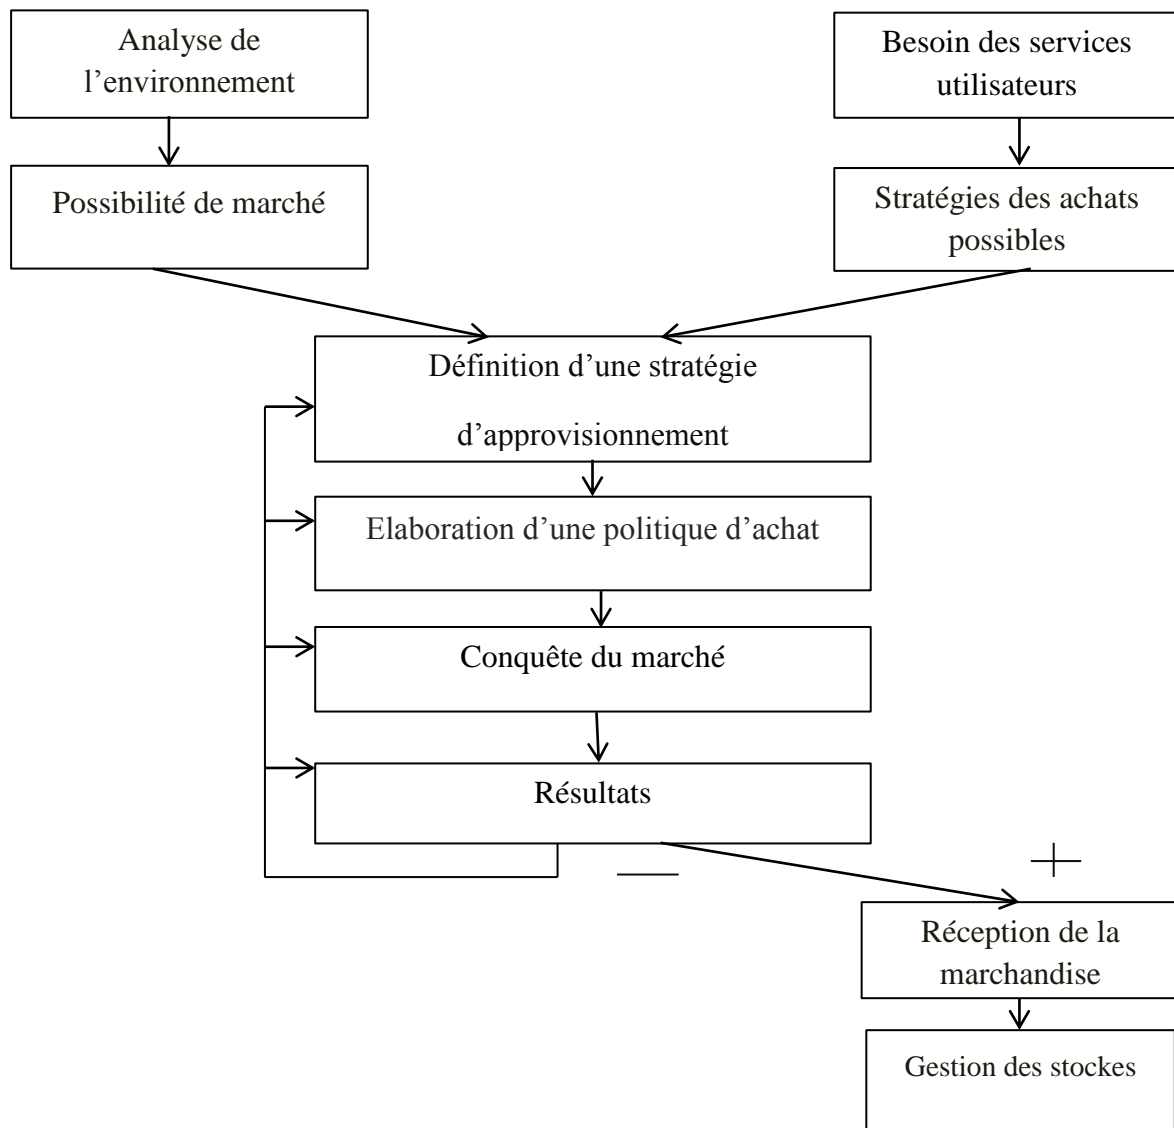 Analyse de
l’environnement
Besoin des services
utilisateurs
Possibilité de marché
Stratégies des achats
possibles
Définition d’une stratégie
d’approvisionnement
Elaboration d’une politique d’achat
Conquête du marché
Résultats
Réception de la
marchandise
Gestion des stockes